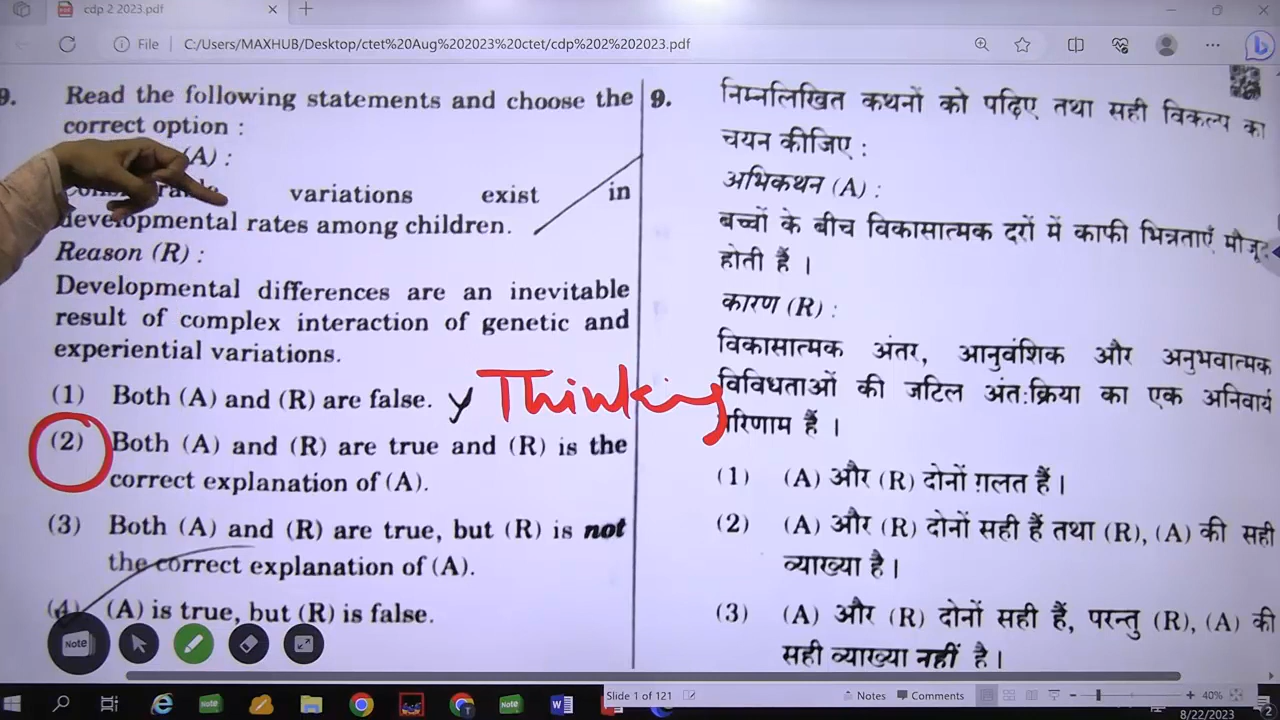 cdp 2 2023.pdf
File
C:/Users/MAXHUB/Desktop/ctet%20Aug%202023%20ctet/cdp%202%202023.pdf
9.
Read the following statements and choose the
correct option :
(A) :
variations exist in
developmental rates among children.
Reason (R) :
Developmental differences are an inevitable
result of complex interaction of genetic and
experiential variations.
(1) Both (A) and (R) are false.
Thinking
(2) Both (A) and (R) are true and (R) is the
correct explanation of (A).
(3) Both (A) and (R) are true, but (R) is not
the correct explanation of (A).
(4) (A) is true, but (R) is false.
9. निम्नलिखित कथनों को पढ़िए तथा सही विकल्प का
चयन कीजिए :
अभिकथन (A) :
बच्चों के बीच विकासात्मक दरों में काफी भिन्नताएँ मौजूद
होती हैं ।
कारण (R) :
विकासात्मक अंतर, आनुवंशिक और अनुभवात्मक
विविधताओं की जटिल अंत:क्रिया का एक अनिवार्य
परिणाम हैं ।
(1) (A) और (R) दोनों ग़लत हैं ।
(2) (A) और (R) दोनों सही हैं तथा (R), (A) की सही
व्याख्या है ।
(3) (A) और (R) दोनों सही हैं, परन्तु (R), (A) की
सही व्याख्या नहीं है ।
Note
Slide 1 of 121
Notes
Comments
40%
8/22/2023